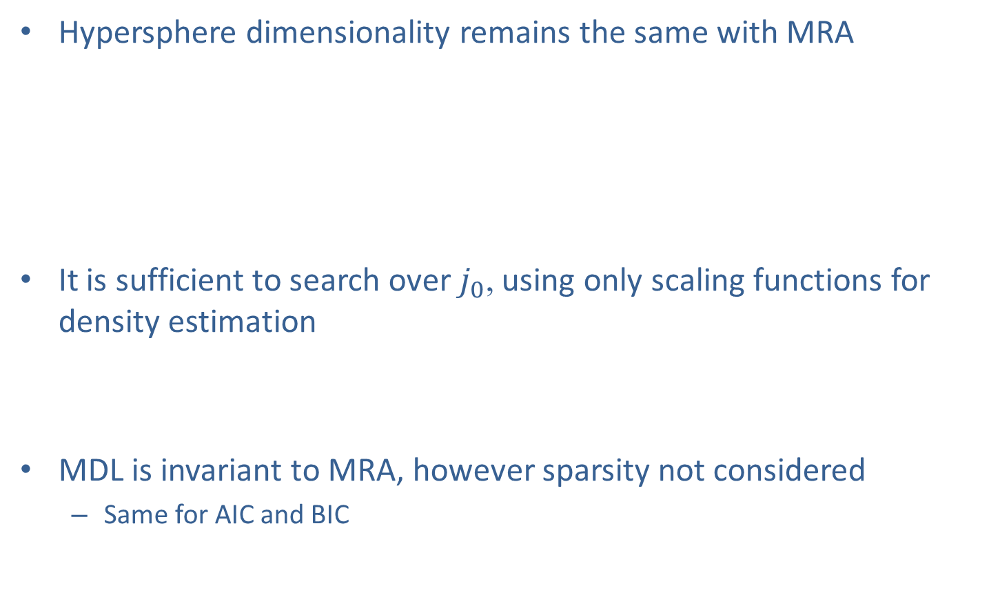 • Hypersphere dimensionality remains the same with MRA
• It is sufficient to search over j₀, using only scaling functions for
density estimation
• MDL is invariant to MRA, however sparsity not considered
– Same for AIC and BIC